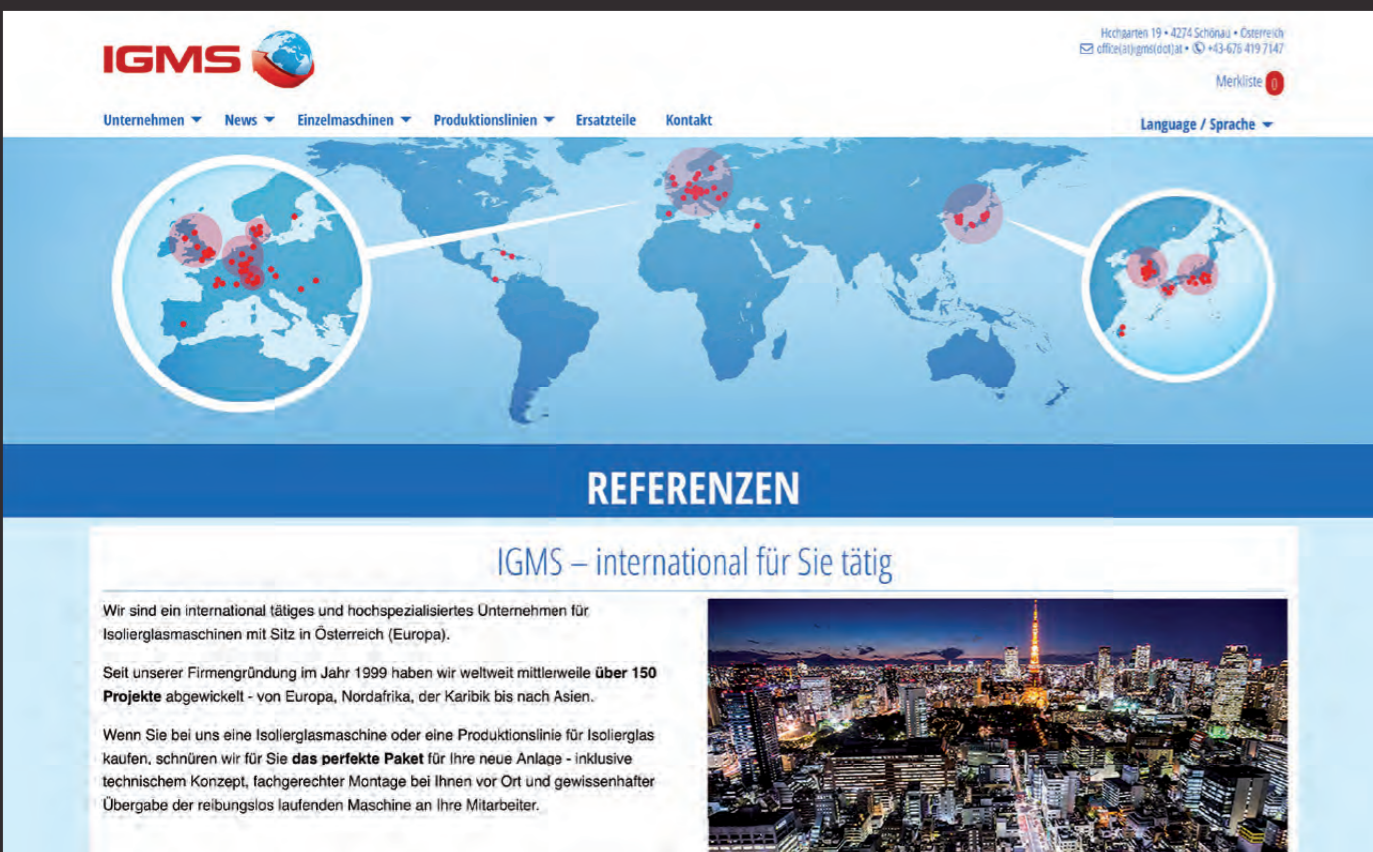 IGMS
Hochgarten 19 • 4274 Schönau • Österreich
office(at)igms(dot)at • +43-676 419 7147
Merkliste 0
Unternehmen News Einzelmaschinen Produktionslinien Ersatzteile Kontakt
Language / Sprache
REFERENZEN
IGMS – international für Sie tätig
Wir sind ein international tätiges und hochspezialisiertes Unternehmen für
Isolierglasmaschinen mit Sitz in Österreich (Europa).
Seit unserer Firmengründung im Jahr 1999 haben wir weltweit mittlerweile über 150
Projekte abgewickelt - von Europa, Nordafrika, der Karibik bis nach Asien.
Wenn Sie bei uns eine Isolierglasmaschine oder eine Produktionslinie für Isolierglas
kaufen, schnüren wir für Sie das perfekte Paket für Ihre neue Anlage - inklusive
technischem Konzept, fachgerechter Montage bei Ihnen vor Ort und gewissenhafter
Übergabe der reibungslos laufenden Maschine an Ihre Mitarbeiter.